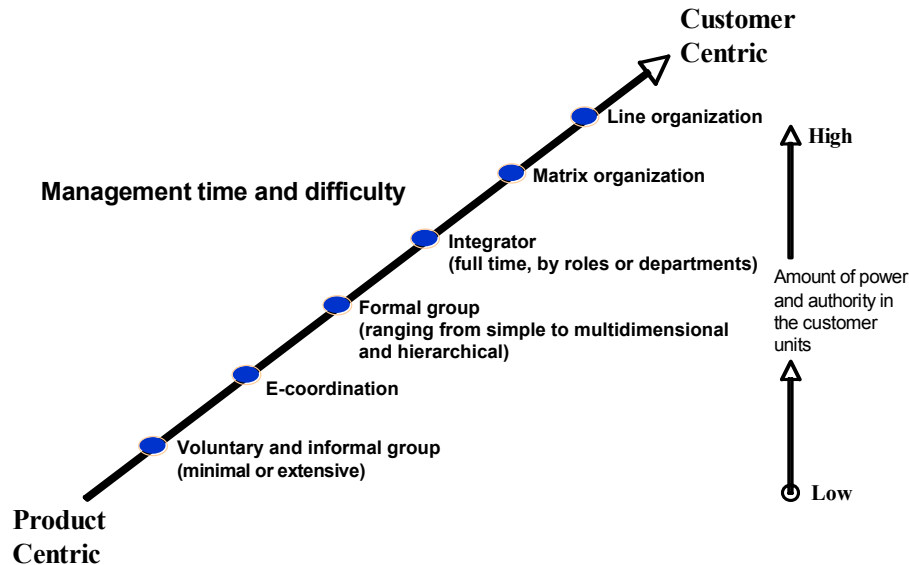 Customer
Centric
Line organization
High
Matrix organization
Management time and difficulty
Integrator
(full time, by roles or departments)
Amount of power
and authority in
the customer
units
Formal group
(ranging from simple to multidimensional
and hierarchical)
E-coordination
Voluntary and informal group
(minimal or extensive)
Low
Product
Centric